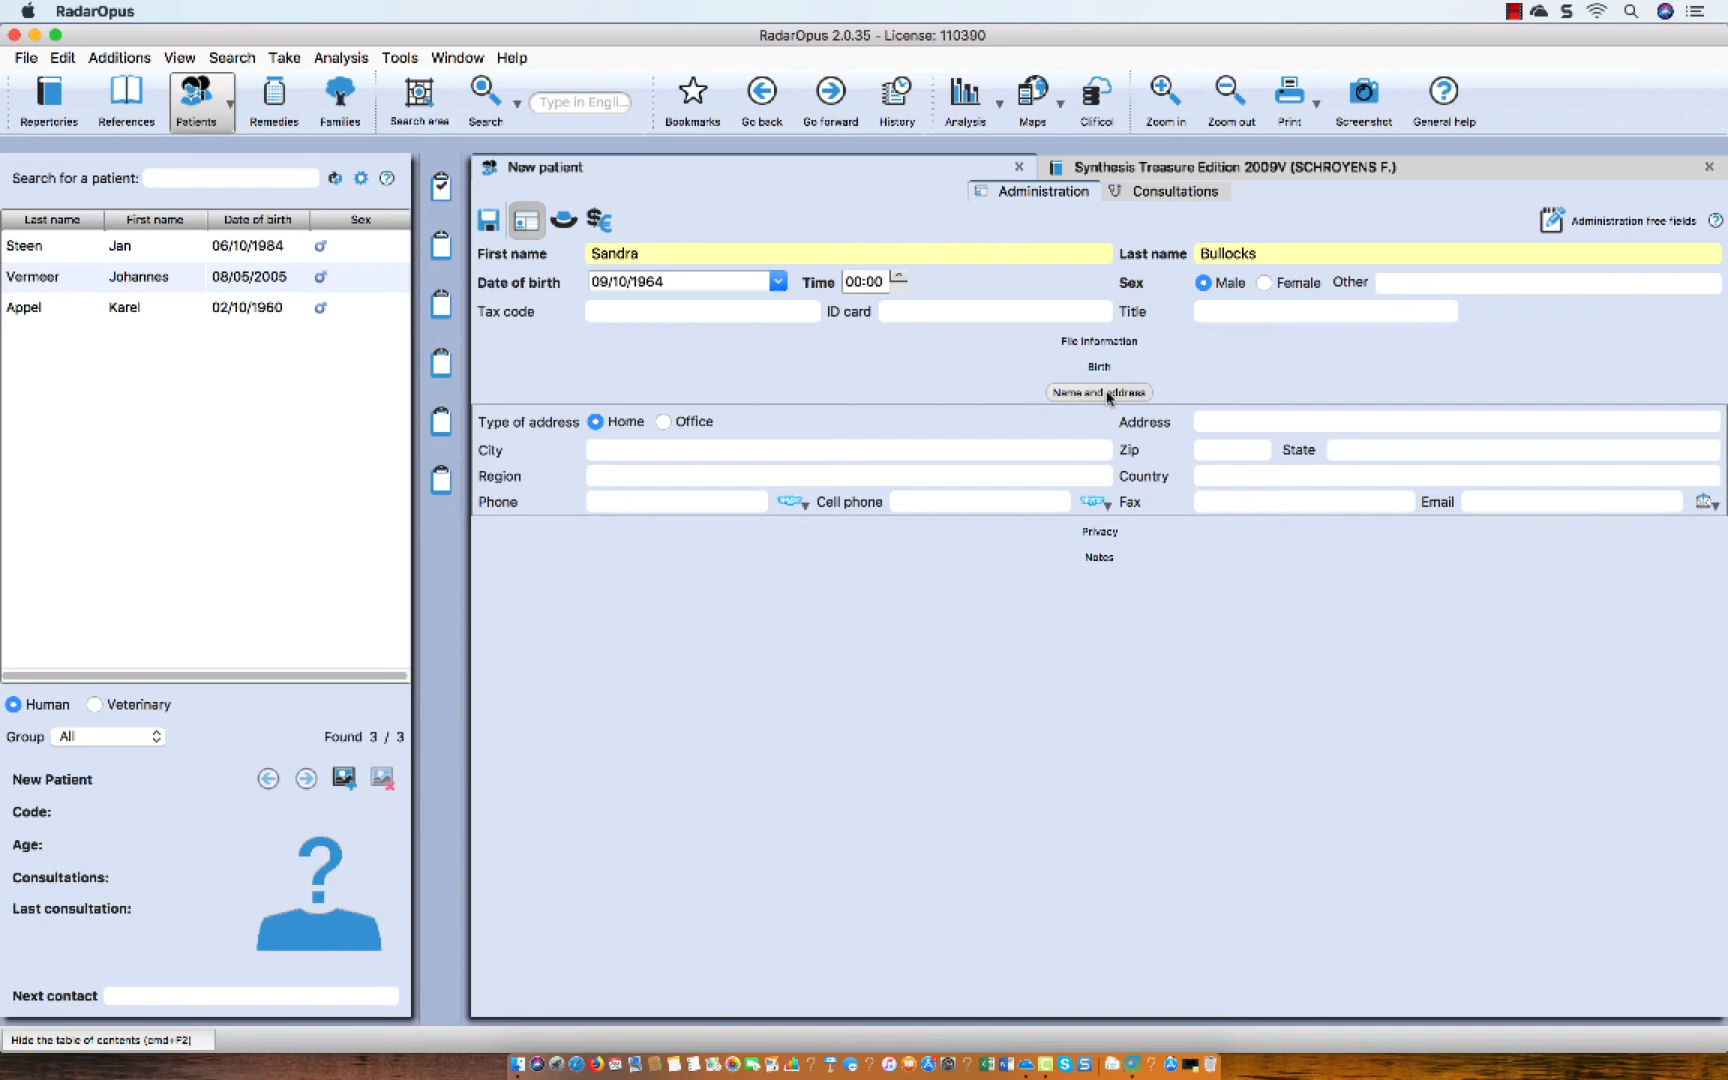 RadarOpus
RadarOpus 2.0.35 - License: 110390
File Edit Additions View Search Take Analysis Tools Window Help
Repertories References Patients Remedies Families Search area Search Type in Engli... Bookmarks Go back Go forward History Analysis Maps Clificol Zoom in Zoom out Print Screenshot General help
Search for a patient:
Last name First name Date of birth Sex
Steen Jan 06/10/1984
Vermeer Johannes 08/05/2005
Appel Karel 02/10/1960
Human Veterinary
Group All Found 3 / 3
New Patient
Code:
Age:
Consultations:
Last consultation:
Next contact
Hide the table of contents (cmd+F2)
New patient
Synthesis Treasure Edition 2009V (SCHROYENS F.)
Administration Consultations
Administration free fields
First name Sandra Last name Bullocks
Date of birth 09/10/1964 Time 00:00 Sex Male Female Other
Tax code ID card Title
File information
Birth
Name and address
Type of address Home Office Address
City Zip State
Region Country
Phone Cell phone Fax Email
Privacy
Notes